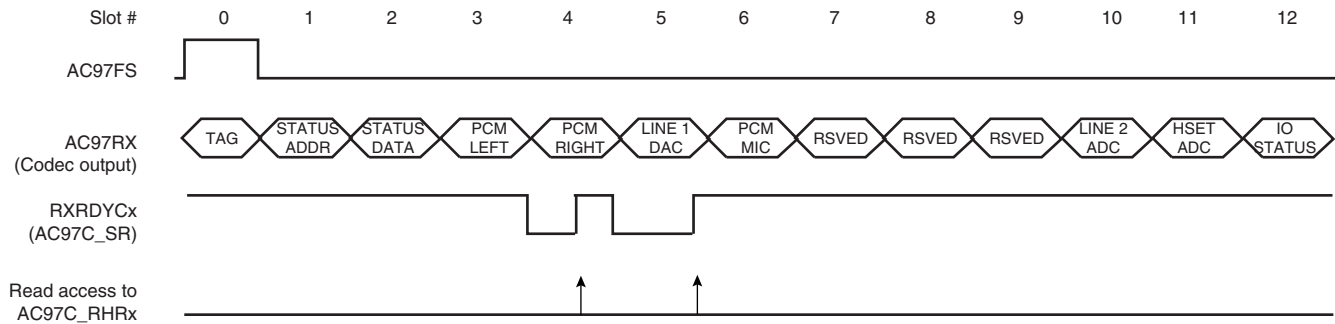 Slot # 0 1 2 3 4 5 6 7 8 9 10 11 12
AC97FS
AC97RX
(Codec output)
TAG
STATUS
ADDR
STATUS
DATA
PCM
LEFT
PCM
RIGHT
LINE 1
DAC
PCM
MIC
RSVED
RSVED
RSVED
LINE 2
ADC
HSET
ADC
IO
STATUS
RXRDYCx
(AC97C_SR)
Read access to
AC97C_RHRx